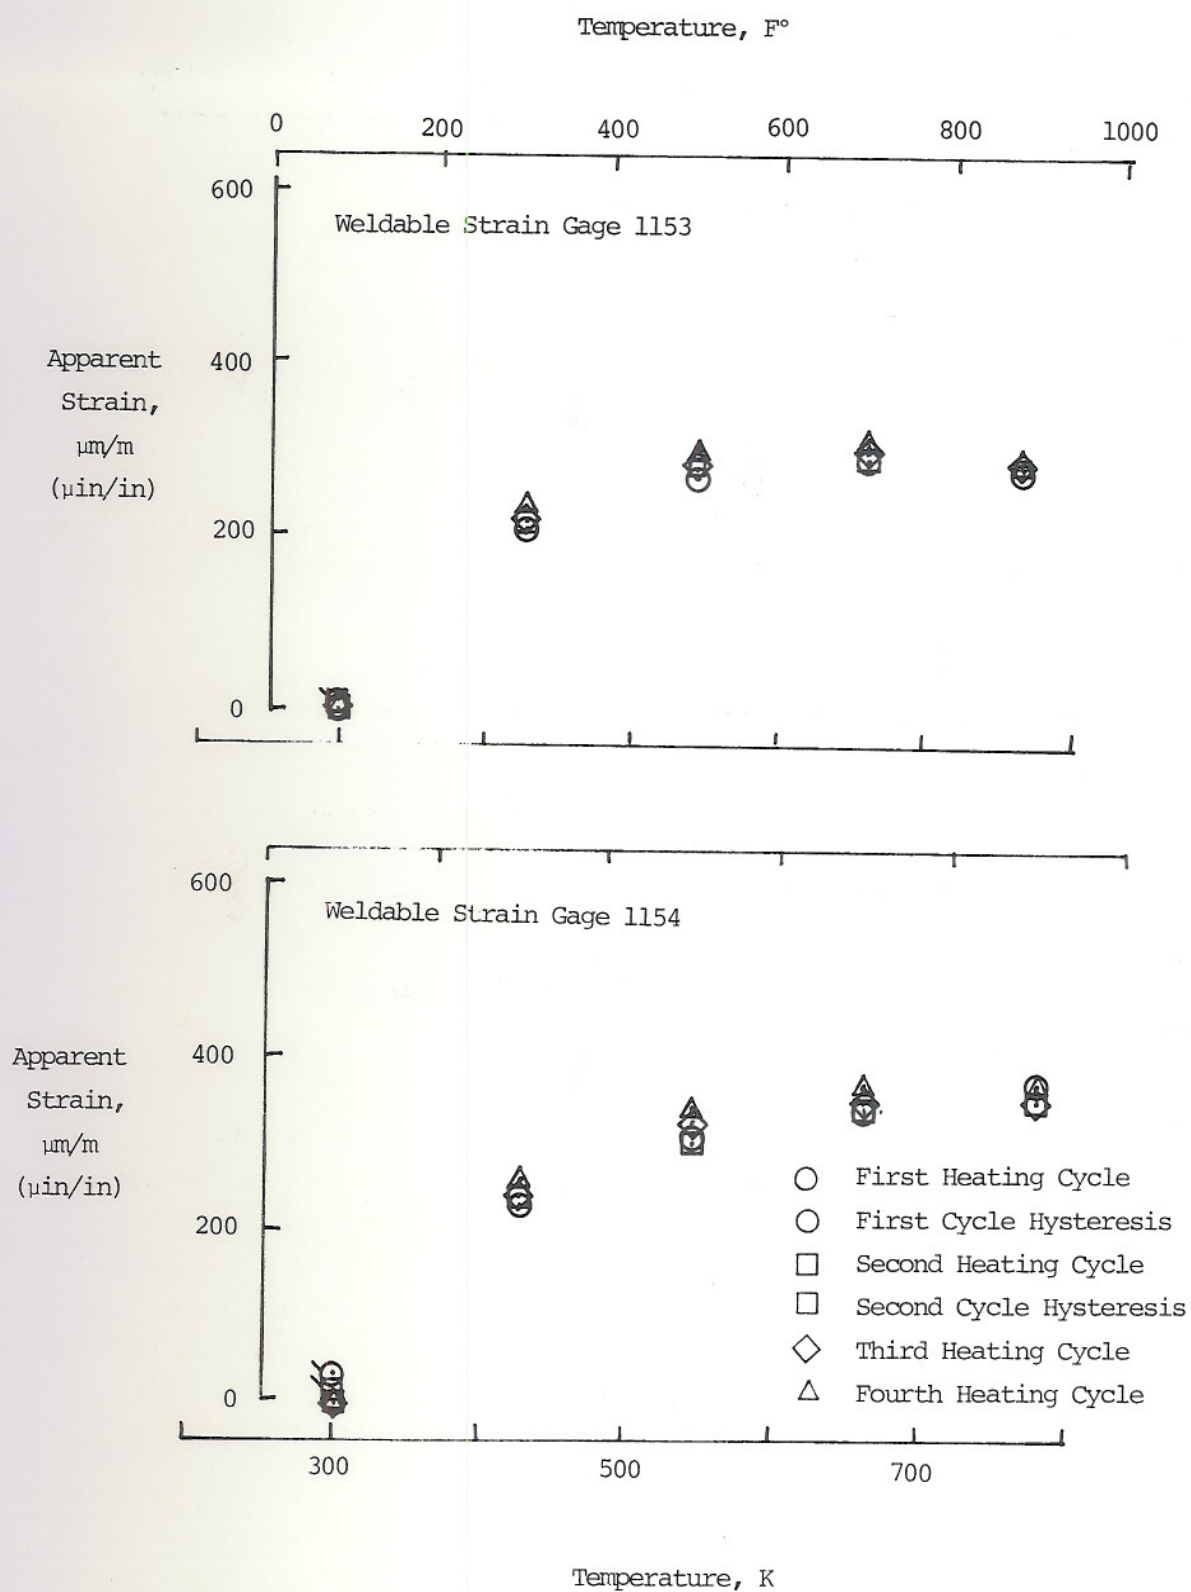 Temperature, F°
0 200 400 600 800 1000
600
Weldable Strain Gage 1153
Apparent
Strain,
μm/m
(μin/in)
400
200
0
600
Weldable Strain Gage 1154
Apparent
Strain,
μm/m
(μin/in)
400
200
0
First Heating Cycle
First Cycle Hysteresis
Second Heating Cycle
Second Cycle Hysteresis
Third Heating Cycle
Fourth Heating Cycle
300 500 700
Temperature, K